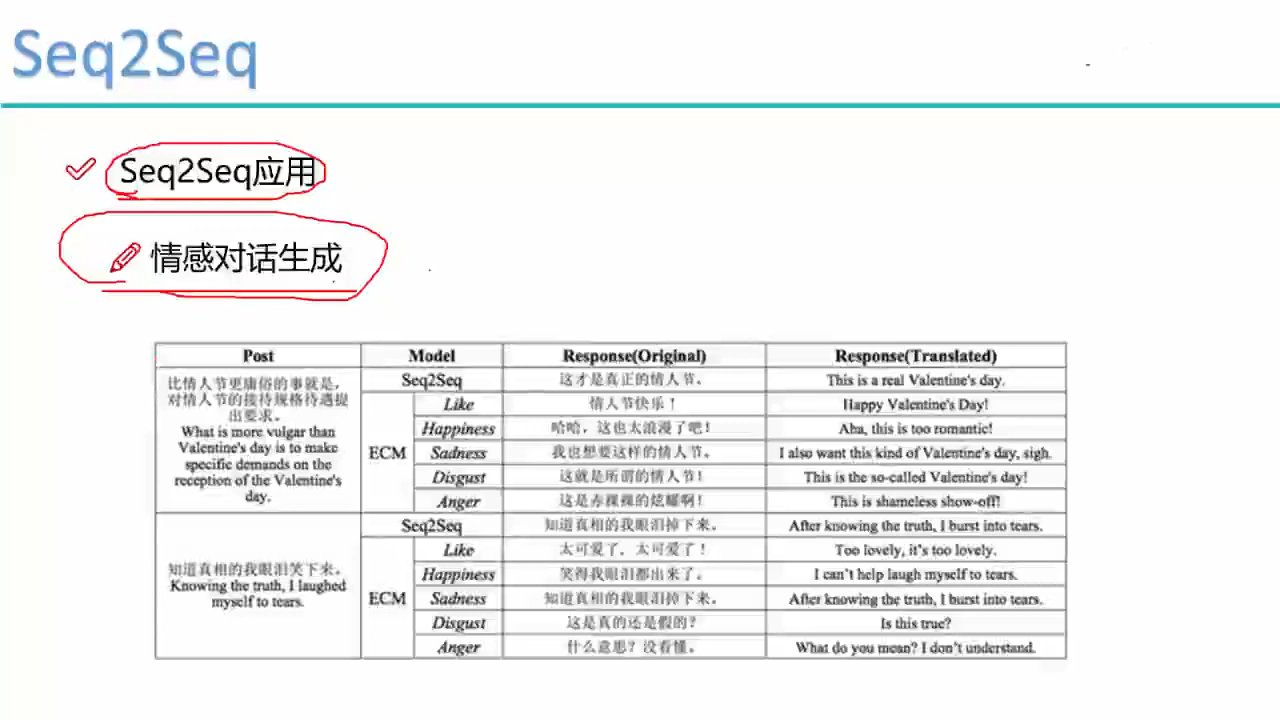 Seq2Seq
Seq2Seq应用
情感对话生成
Post Model Response(Original) Response(Translated)
比情人节更庸俗的事就是，
对情人节的接待规格待遇提
出要求。
What is more vulgar than
Valentine's day is to make
specific demands on the
reception of the Valentine's
day.
Seq2Seq 这才是真正的情人节。 This is a real Valentine's day.
ECM
Like 情人节快乐！ Happy Valentine's Day!
Happiness 哈哈，这也太浪漫了吧！ Aha, this is too romantic!
Sadness 我也想要这样的情人节。 I also want this kind of Valentine's day, sigh.
Disgust 这就是所谓的情人节！ This is the so-called Valentine's day!
Anger 这是赤裸裸的炫耀啊！ This is shameless show-off!
知道真相的我眼泪笑下来。
Knowing the truth, I laughed
myself to tears.
Seq2Seq 知道真相的我眼泪掉下来。 After knowing the truth, I burst into tears.
ECM
Like 太可爱了，太可爱了！ Too lovely, it's too lovely.
Happiness 笑得我眼泪都出来了。 I can't help laugh myself to tears.
Sadness 知道真相的我眼泪掉下来。 After knowing the truth, I burst into tears.
Disgust 这是真的还是假的？ Is this true?
Anger 什么意思？没看懂。 What do you mean? I don't understand.